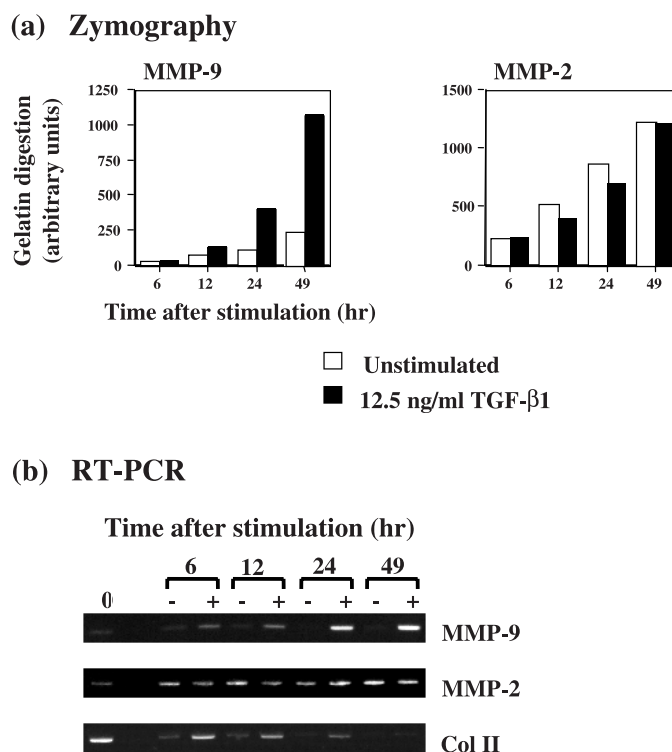 (a) Zymography
MMP-9
MMP-2
Gelatin digestion
(arbitrary units)
1250
1000
750
500
250
0
6 12 24 49
1500
1000
500
0
6 12 24 49
Time after stimulation (hr)
Unstimulated
12.5 ng/ml TGF-β1
(b) RT-PCR
Time after stimulation (hr)
6 12 24 49
0 - + - + - + - +
MMP-9
MMP-2
Col II